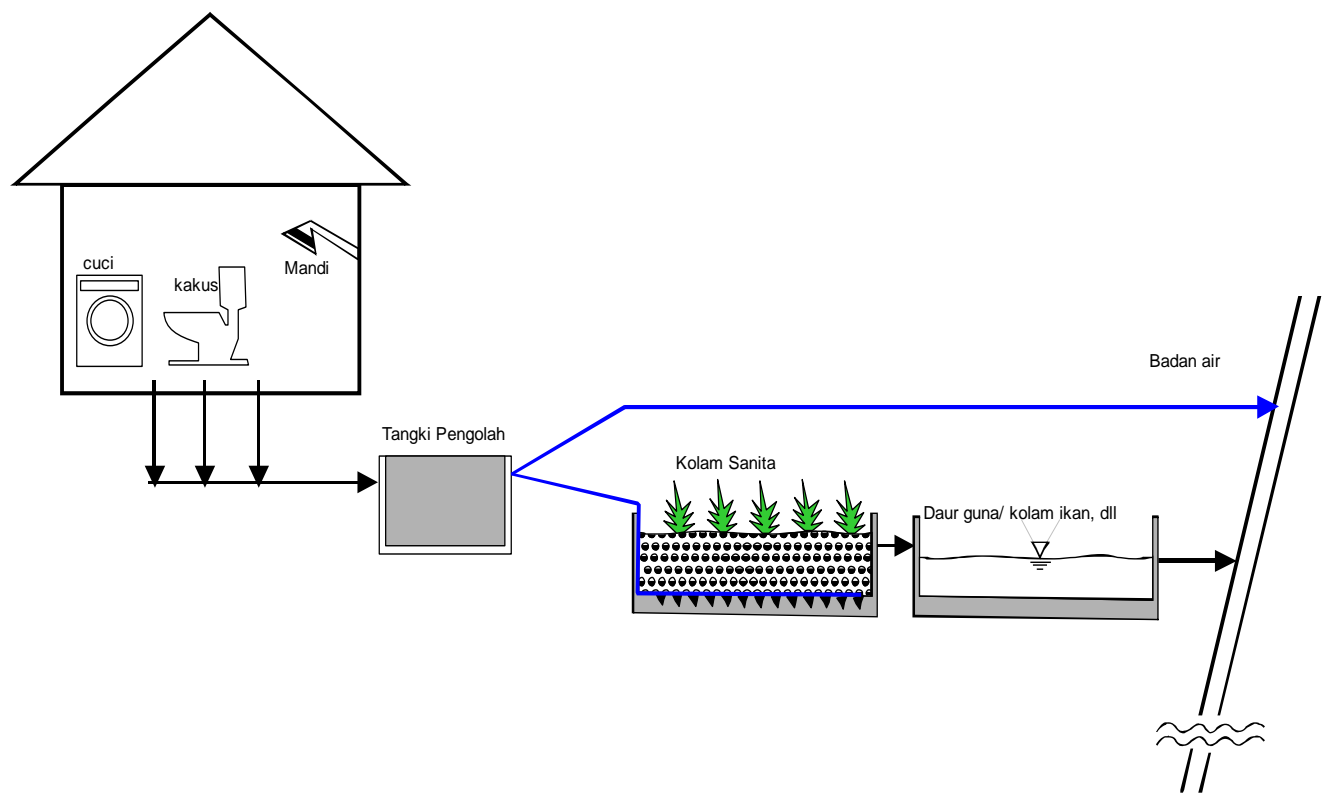 cuci
kakus
Mandi
Badan air
Tangki Pengolah
Kolam Sanita
Daur guna/ kolam ikan, dll